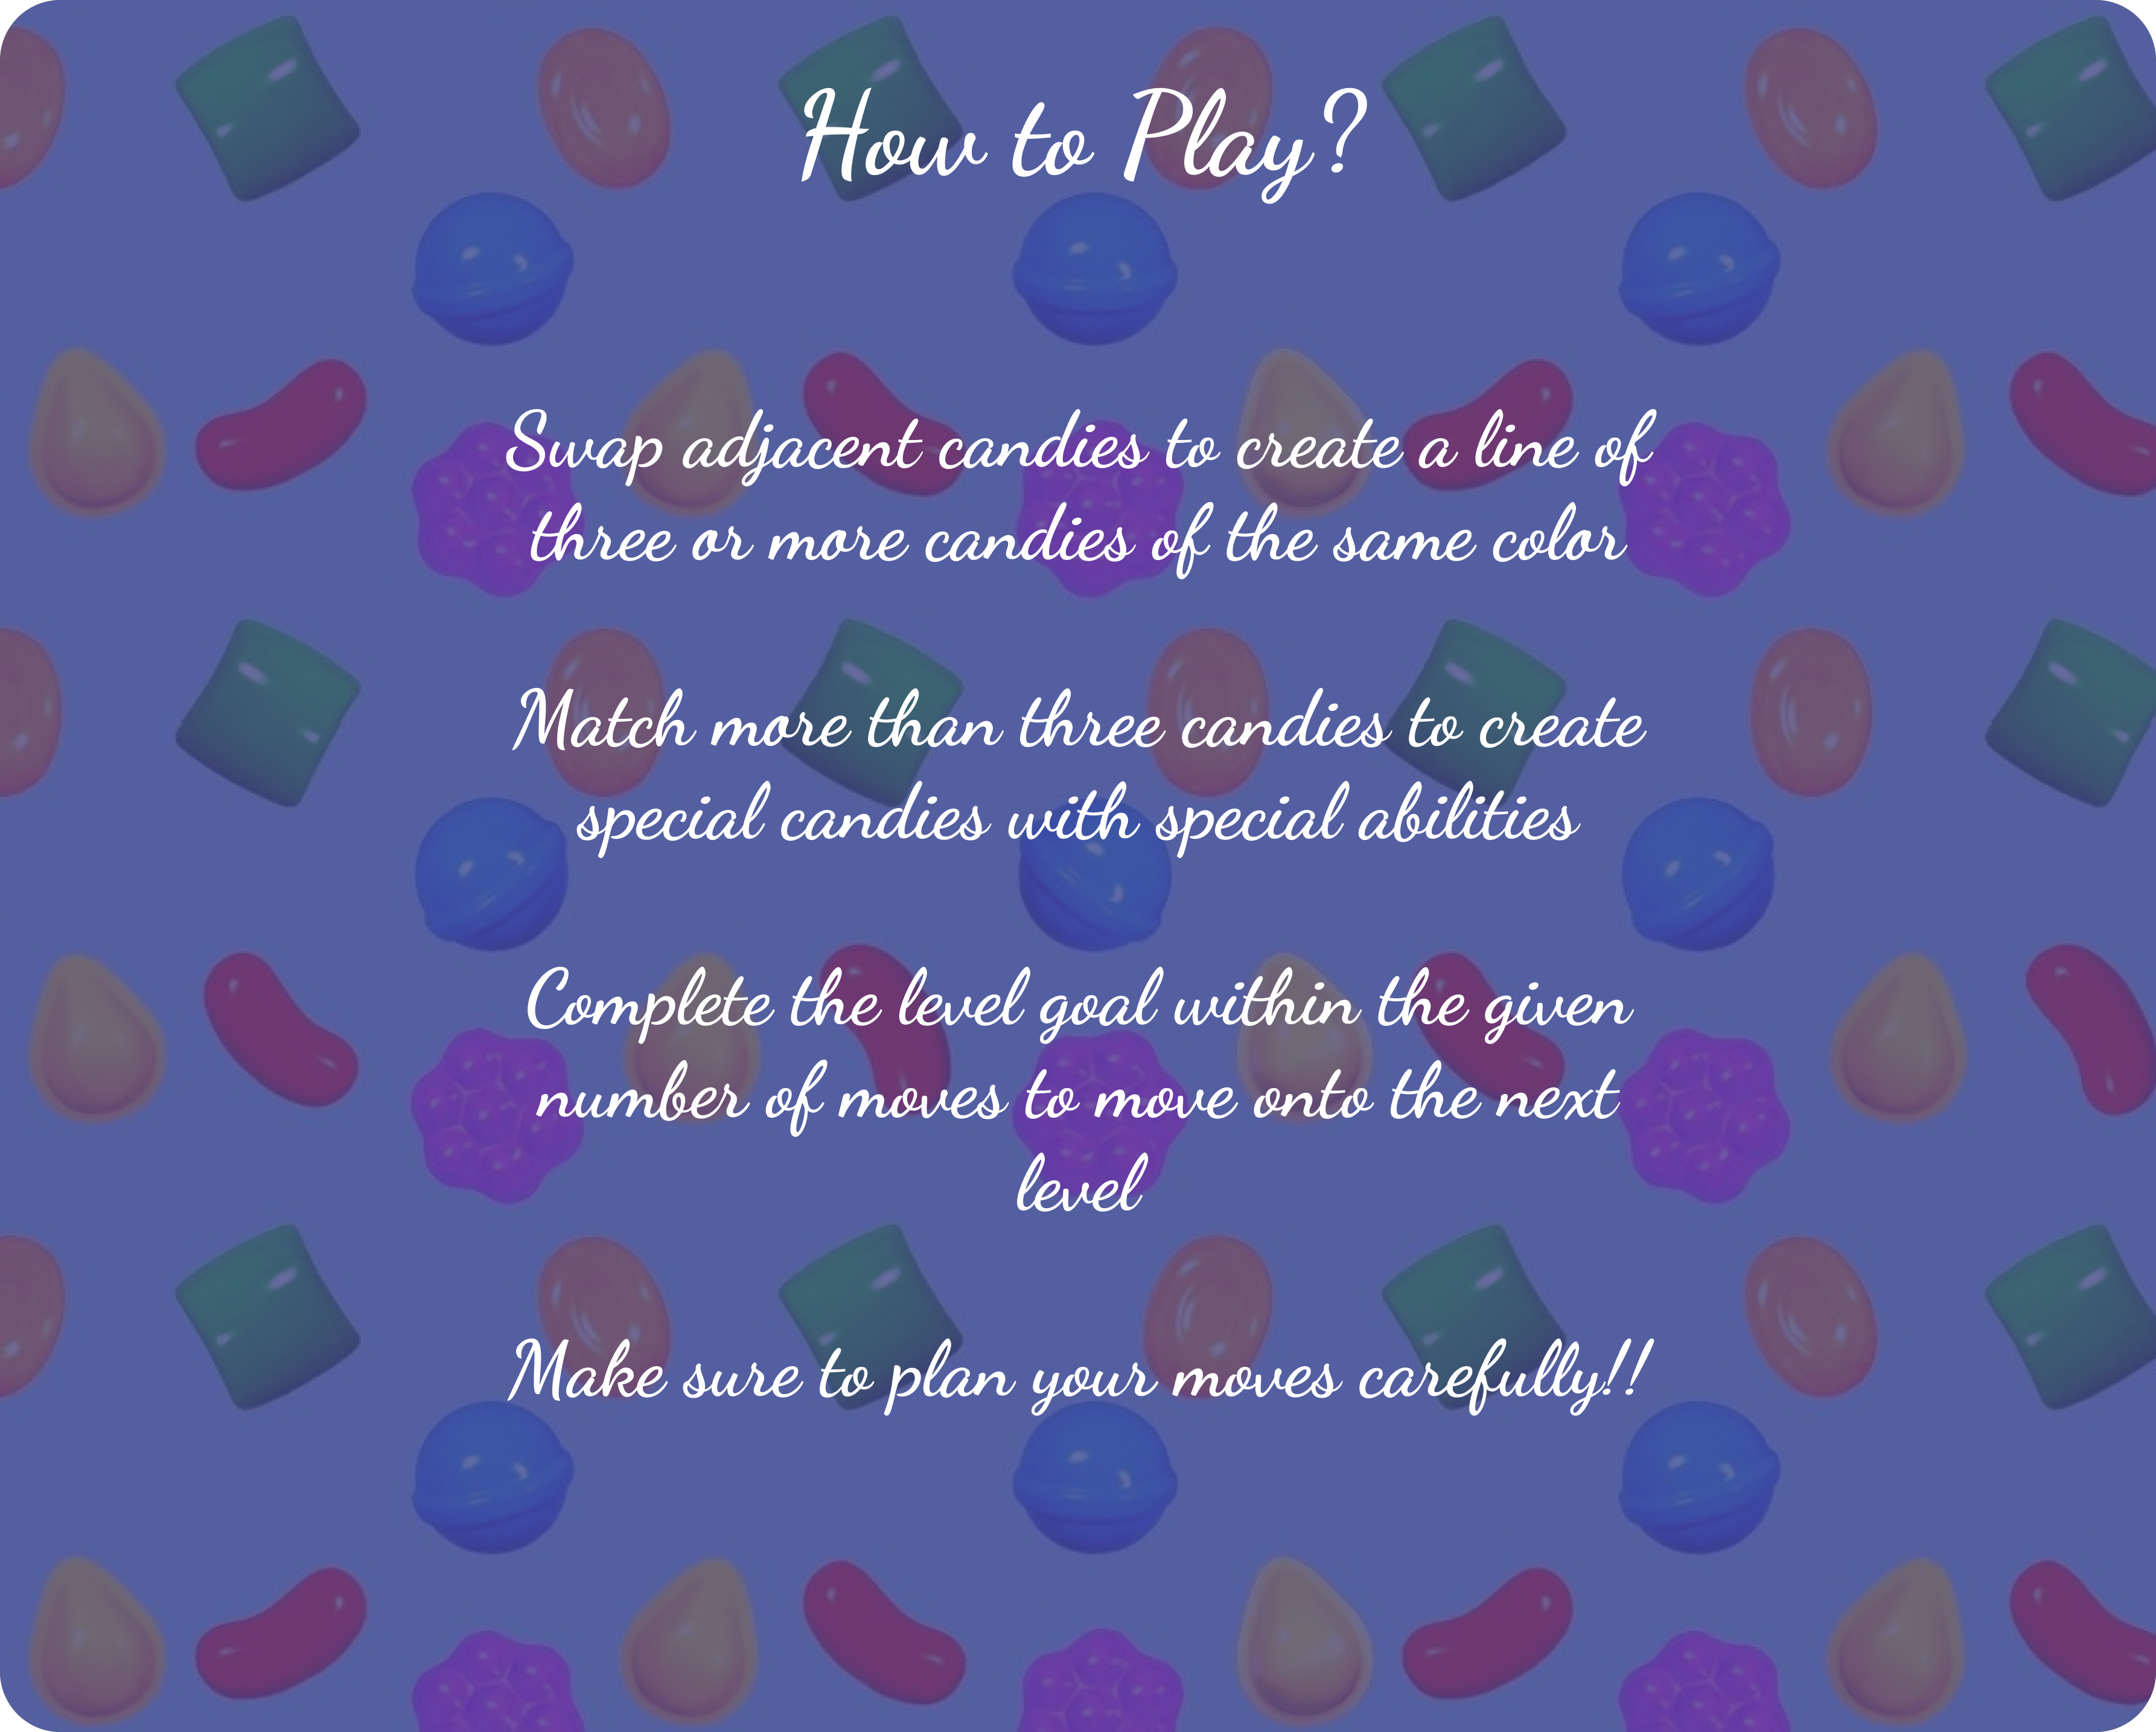 How to Play?
Swap adjacent candies to create a line of
three or more candies of the same color
Match more than three candies to create
special candies with special abilities
Complete the level goal within the given
number of moves to move onto the next
level
Make sure to plan your moves carefully!!